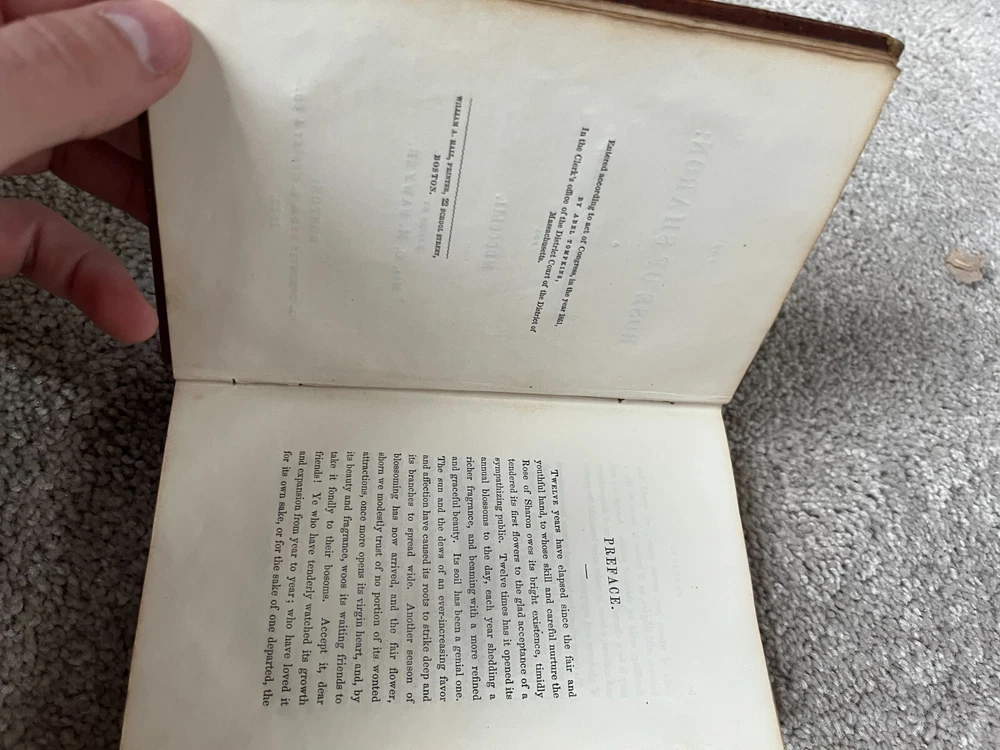 Entered according to act of Congress, in the year 1851,
BY ABEL TOMPKINS,
In the Clerk's office of the District Court of the District of
Massachusetts.
WILLIAM A. HALL, PRINTER, 22 SCHOOL STREET,
BOSTON.
PREFACE.
TWELVE years have elapsed since the fair and
youthful hand, to whose skill and careful nurture the
Rose of Sharon owes its bright existence, timidly
tendered its first flowers to the glad acceptance of a
sympathizing public. Twelve times has it opened its
annual blossoms to the day, each year shedding a
richer fragrance, and beaming with a more refined
and graceful beauty. Its soil has been a genial one.
The sun and the dews of an ever-increasing favor
and affection have caused its roots to strike deep and
its branches to spread wide. Another season of
blossoming has now arrived, and the fair flower,
shorn we modestly trust of no portion of its wonted
attractions, once more opens its virgin heart, and, by
its beauty and fragrance, woos its waiting friends to
take it fondly to their bosoms. Accept it, dear
friends! Ye who have tenderly watched its growth
and expansion from year to year; who have loved it
for its own sake, or for the sake of one departed, the